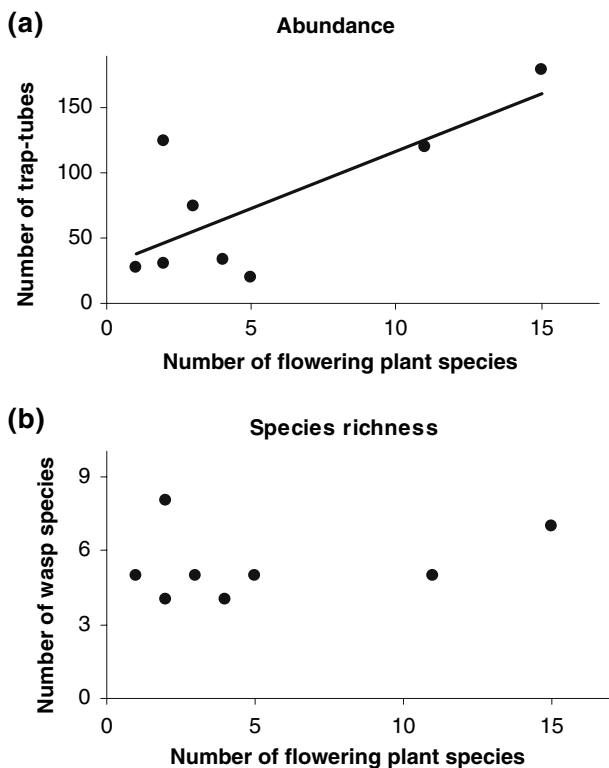 (a)
Abundance
Number of trap-tubes
150
100
50
0
0 5 10 15
Number of flowering plant species
(b)
Species richness
Number of wasp species
9
6
3
0
0 5 10 15
Number of flowering plant species